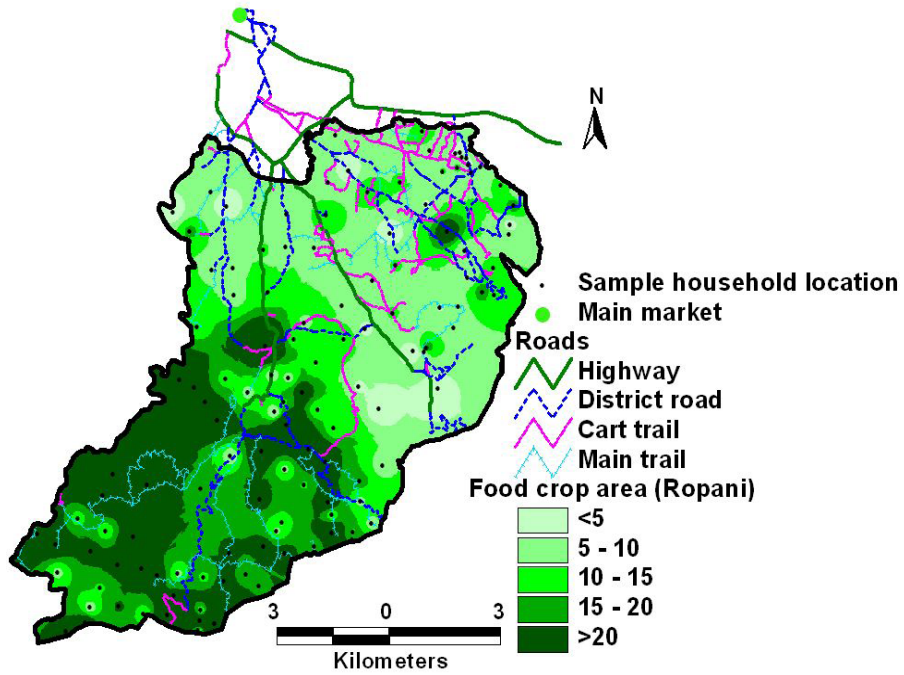 N
Sample household location
Main market
Roads
Highway
District road
Cart trail
Main trail
Food crop area (Ropani)
<5
5 - 10
10 - 15
15 - 20
>20
3 0 3
Kilometers